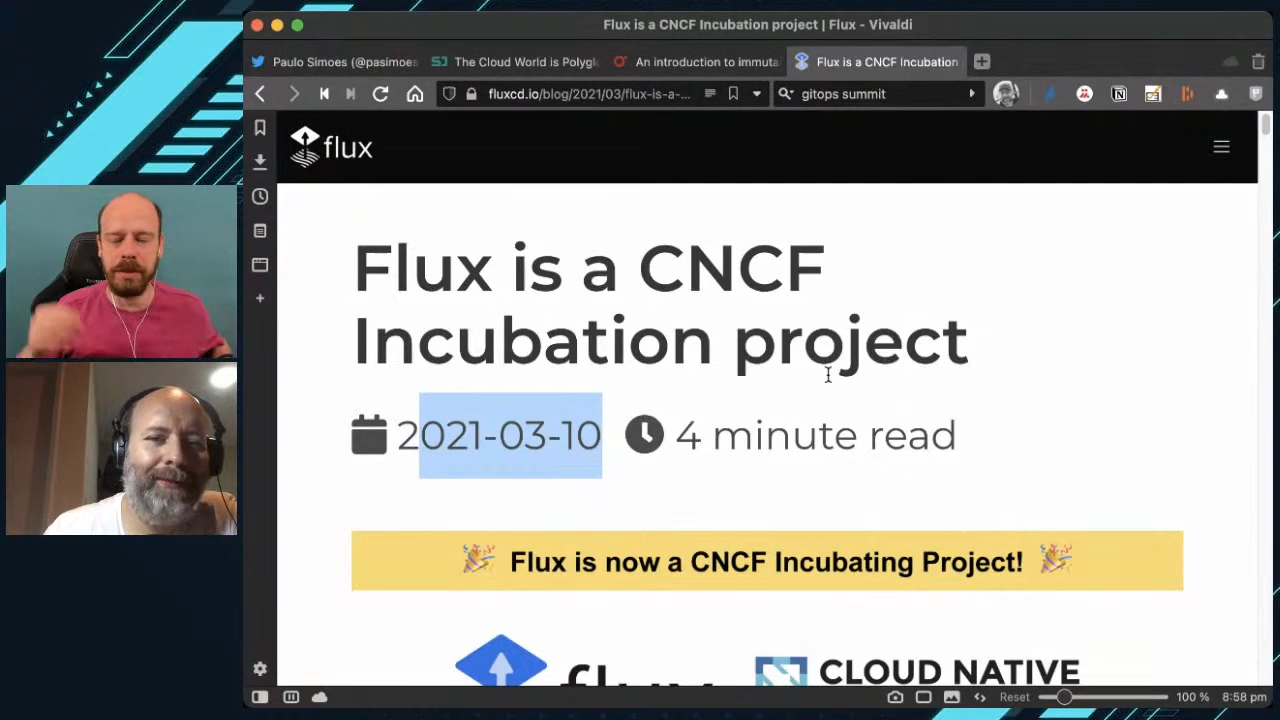 Flux is a CNCF Incubation project | Flux - Vivaldi
Paulo Simoes (@pasimoes
The Cloud World is Polyglo
An introduction to immuta
Flux is a CNCF Incubation
fluxcd.io/blog/2021/03/flux-is-a-...
gitops summit
flux
Flux is a CNCF
Incubation project
2021-03-10
4 minute read
🎉 Flux is now a CNCF Incubating Project! 🎉
flux
CLOUD NATIVE
Reset
100 %
8:58 pm